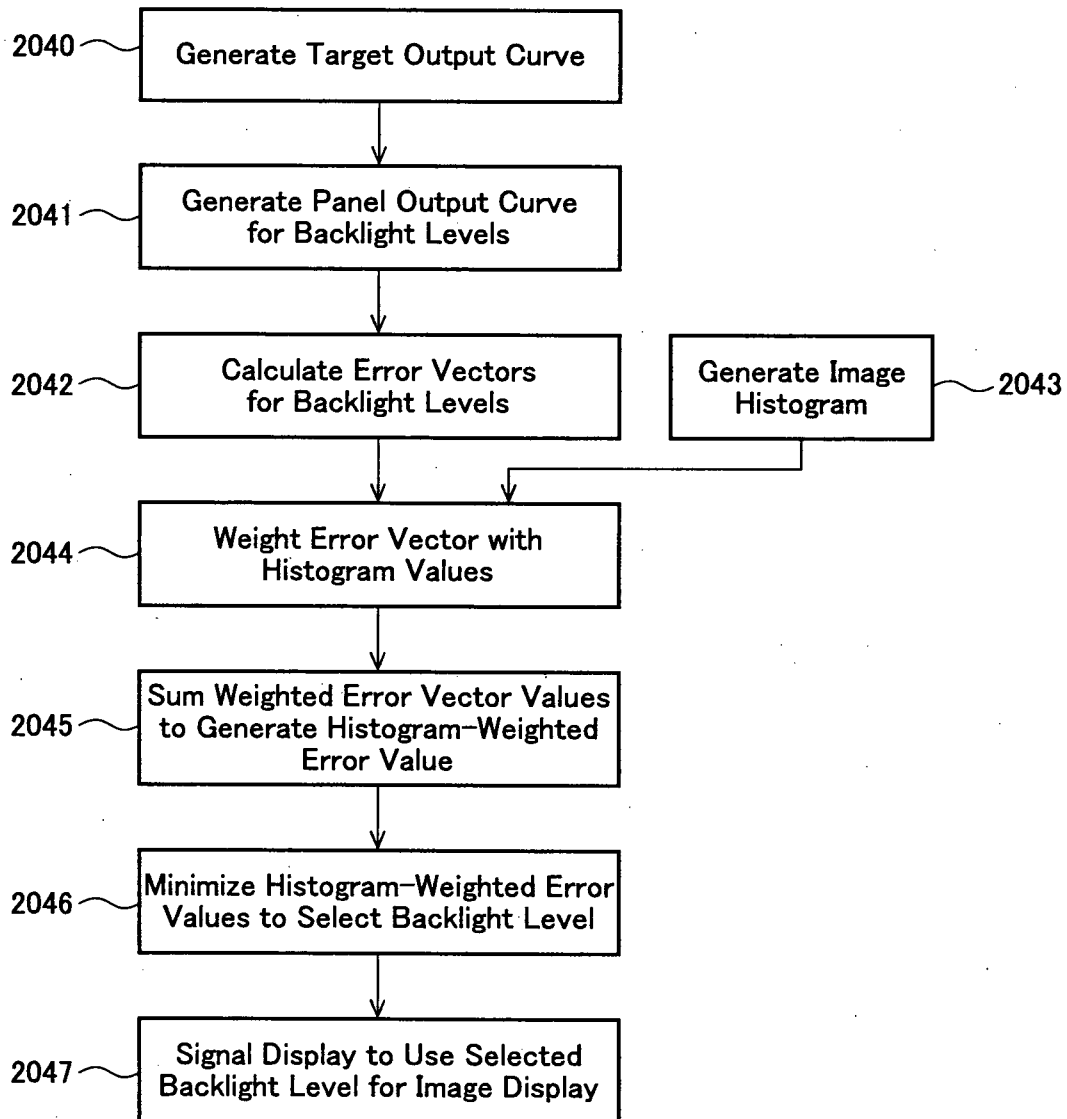 2040
Generate Target Output Curve
2041
Generate Panel Output Curve
for Backlight Levels
2042
Calculate Error Vectors
for Backlight Levels
Generate Image
Histogram
2043
2044
Weight Error Vector with
Histogram Values
2045
Sum Weighted Error Vector Values
to Generate Histogram-Weighted
Error Value
2046
Minimize Histogram-Weighted Error
Values to Select Backlight Level
2047
Signal Display to Use Selected
Backlight Level for Image Display